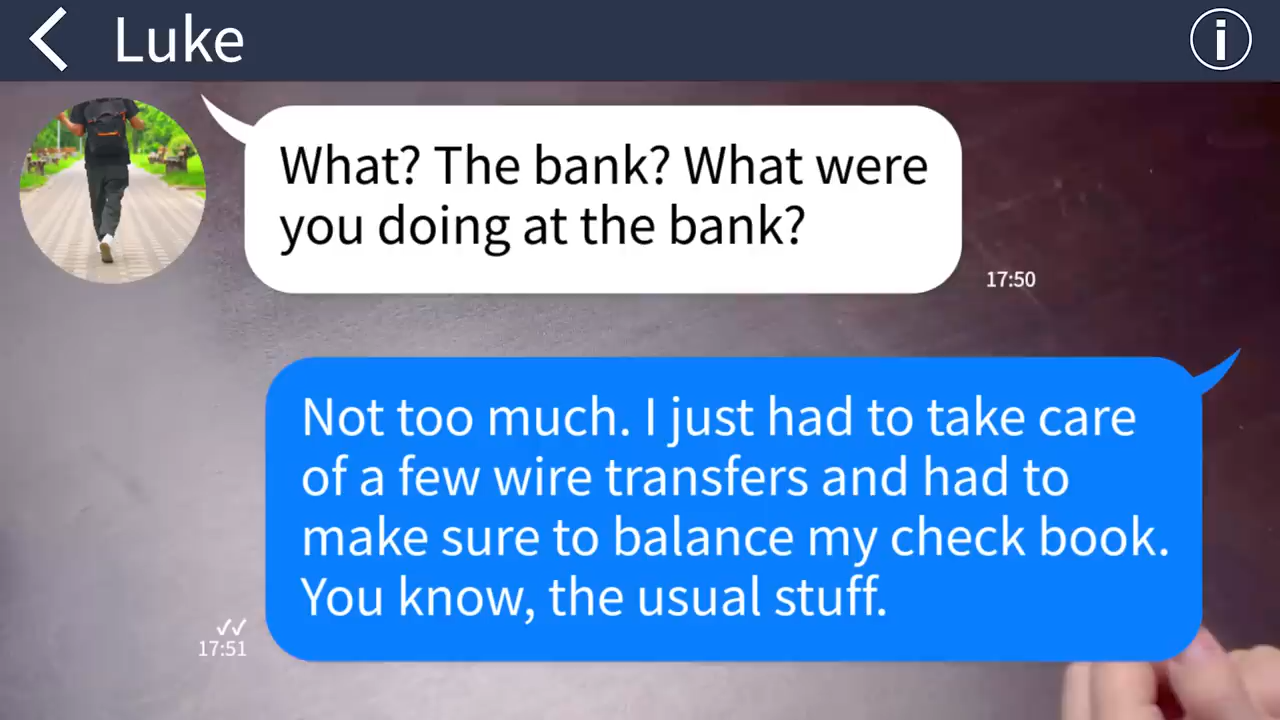 Luke
What? The bank? What were
you doing at the bank?
17:50
Not too much. I just had to take care
of a few wire transfers and had to
make sure to balance my check book.
You know, the usual stuff.
17:51